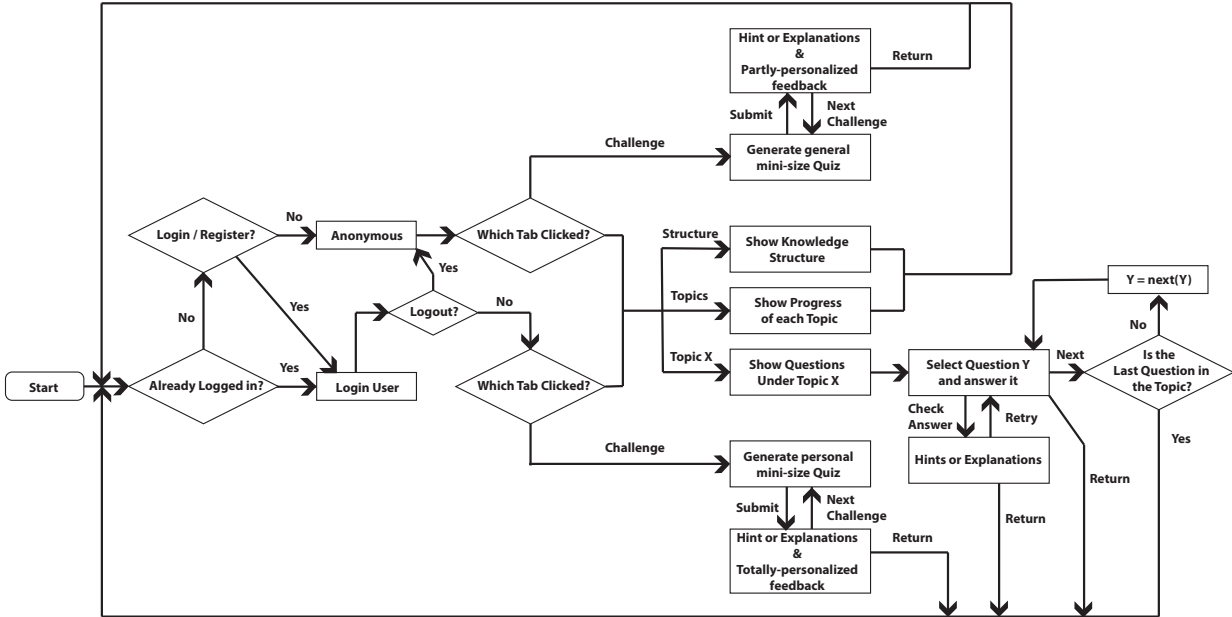 Hint or Explanations
&
Partly-personalized
feedback
Return
Submit
Next
Challenge
Challenge
Generate general
mini-size Quiz
Login / Register?
No
Anonymous
Which Tab Clicked?
Structure
Show Knowledge
Structure
Yes
Yes
No
Logout?
No
Topics
Show Progress
of each Topic
Y = next(Y)
No
Start
Already Logged in?
Yes
Login User
Which Tab Clicked?
Topic X
Show Questions
Under Topic X
Select Question Y
and answer it
Next
Is the
Last Question in
the Topic?
Check
Answer
Retry
Yes
Challenge
Generate personal
mini-size Quiz
Hints or Explanations
Return
Submit
Next
Challenge
Return
Hint or Explanations
&
Totally-personalized
feedback
Return